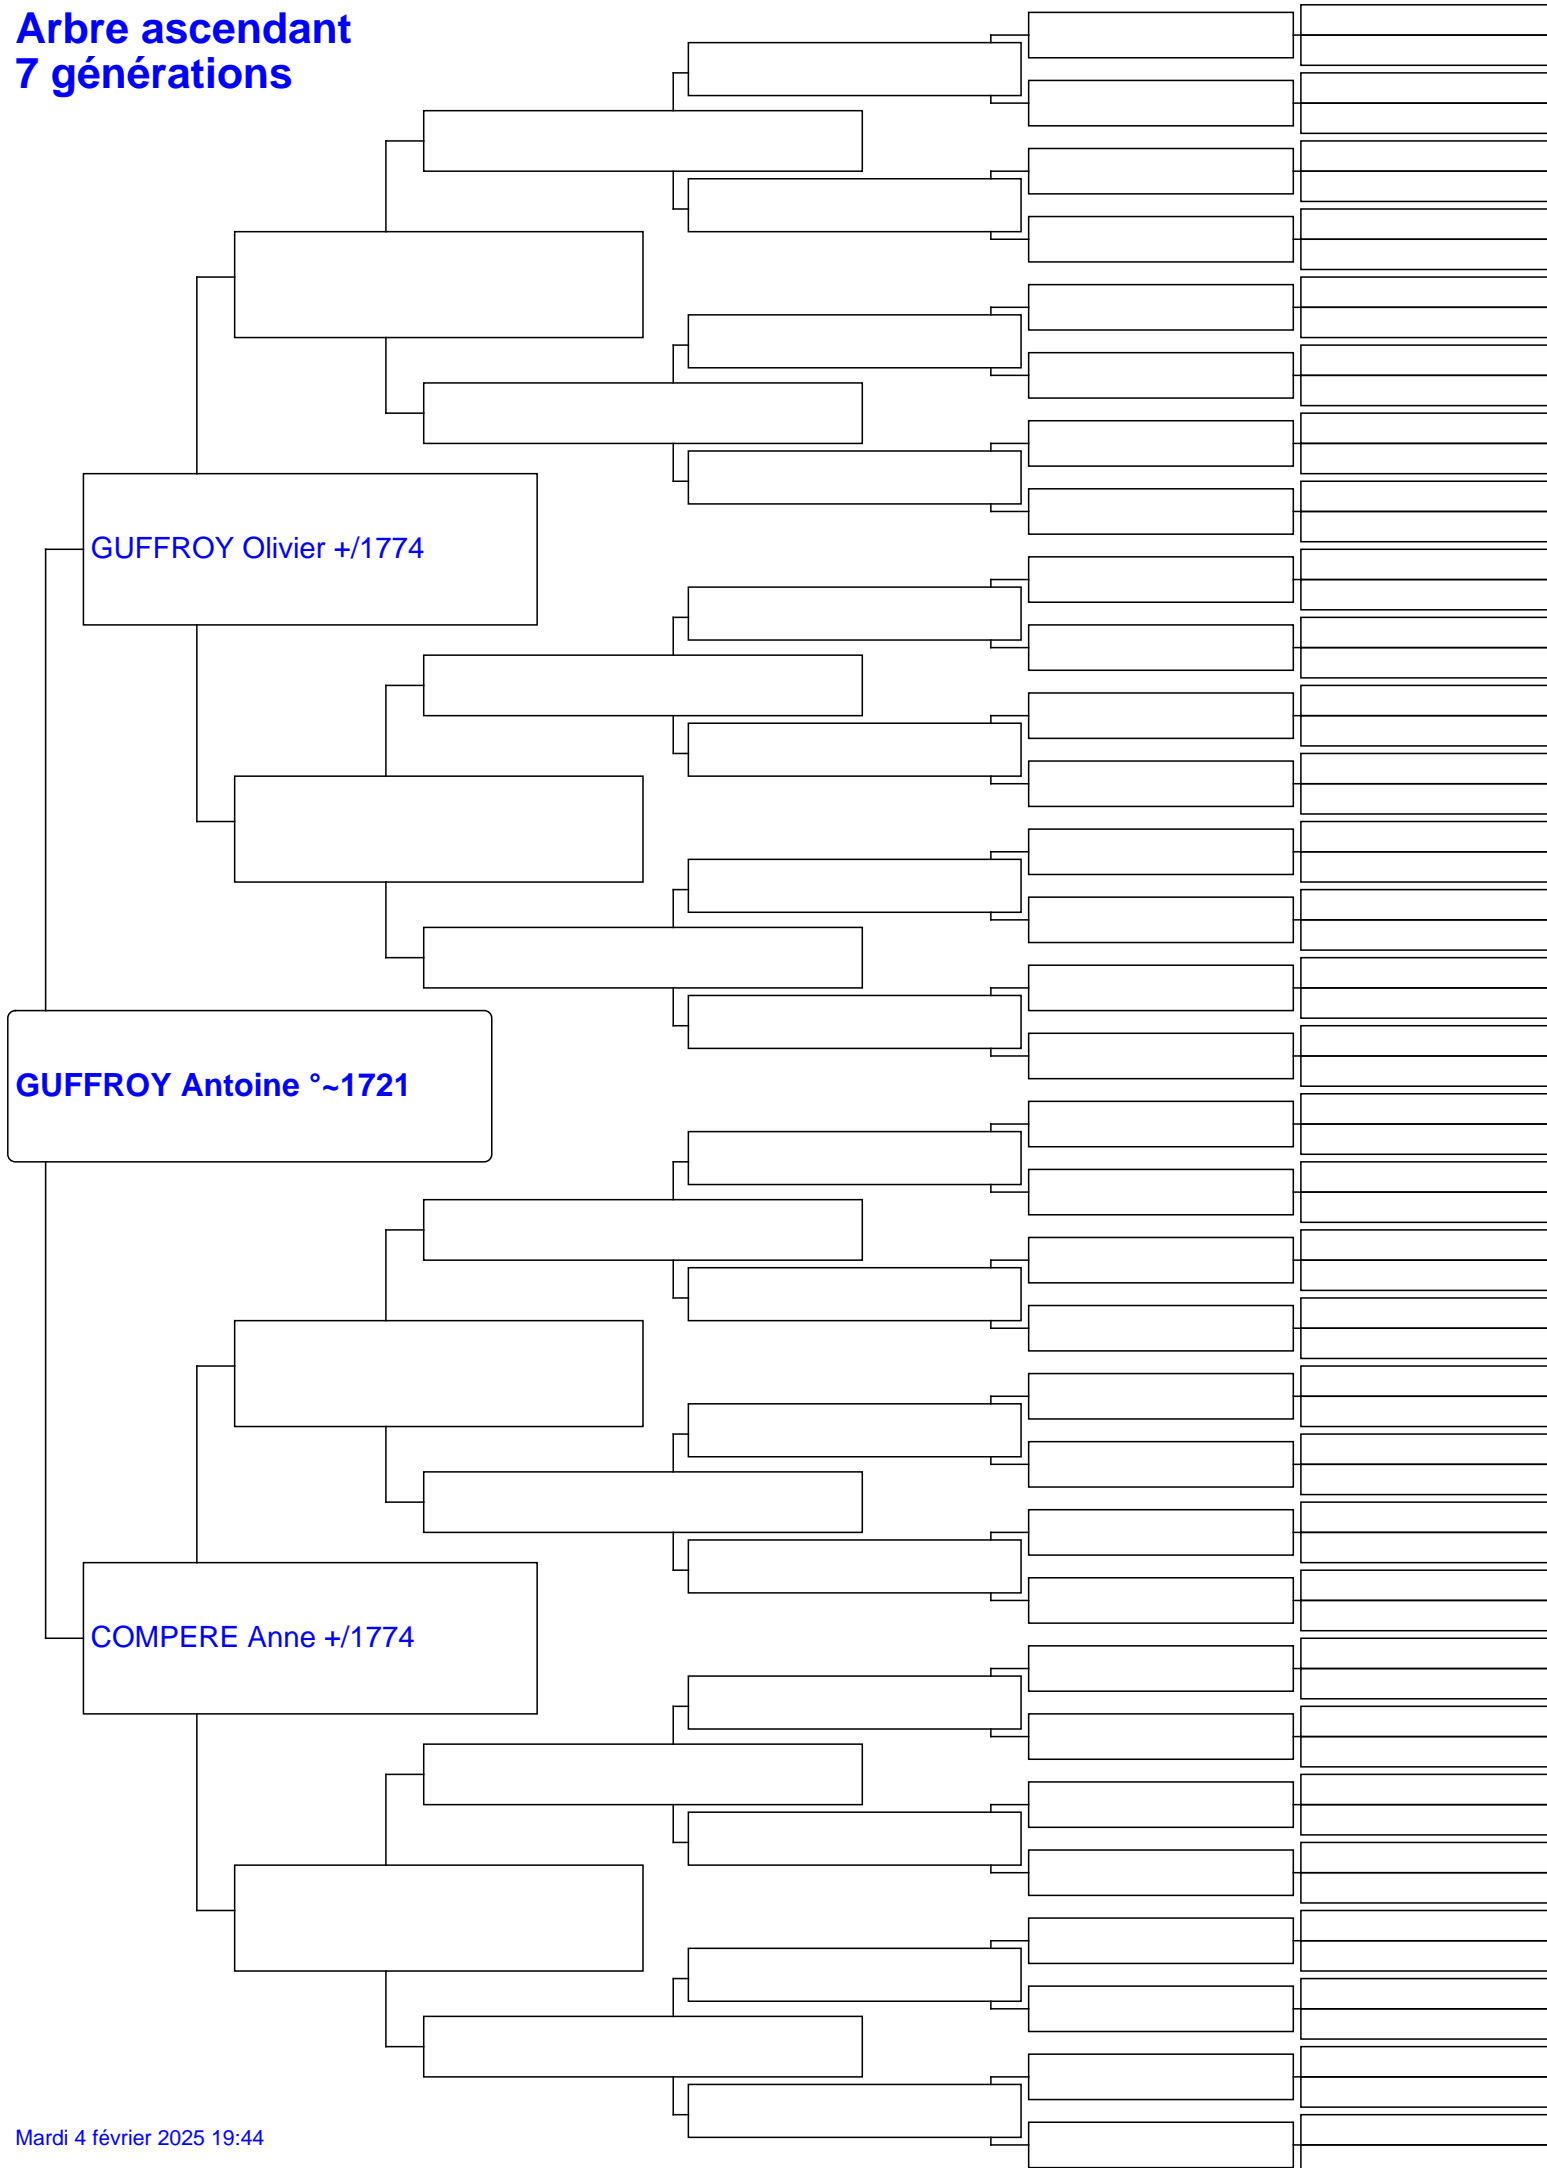 Arbre ascendant
7 générations
GUFFROY Olivier +/1774
GUFFROY Antoine °~1721
COMPERE Anne +/1774
Mardi 4 février 2025 19:44